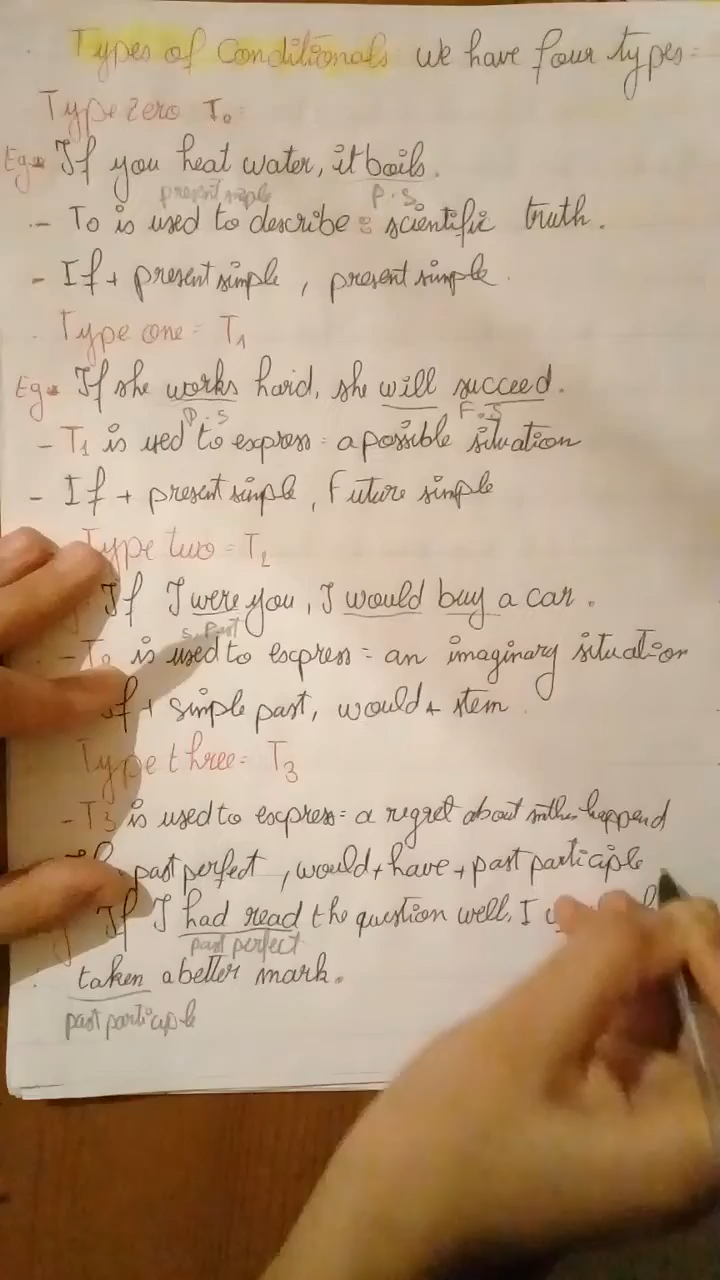 Types of Conditionals we have four types=
Type zero T₀
Eg= If you heat water, it boils.
present simple P.S
- T₀ is used to describe = scientific truth.
- If + present simple, present simple.
Type one = T₁
Eg= If she works hard, she will succeed.
P.S F.S
- T₁ is used to express = a possible situation
- If + present simple, Future simple
Type two = T₂
If I were you, I would buy a car.
s.Past
- is used to express = an imaginary situation
If + simple past, would + stem
Type three = T₃
- T₃ is used to express = a regret about happend
past perfect, would + have + past participle
If I had read the question well, I
past perfect
taken a better mark.
past participle